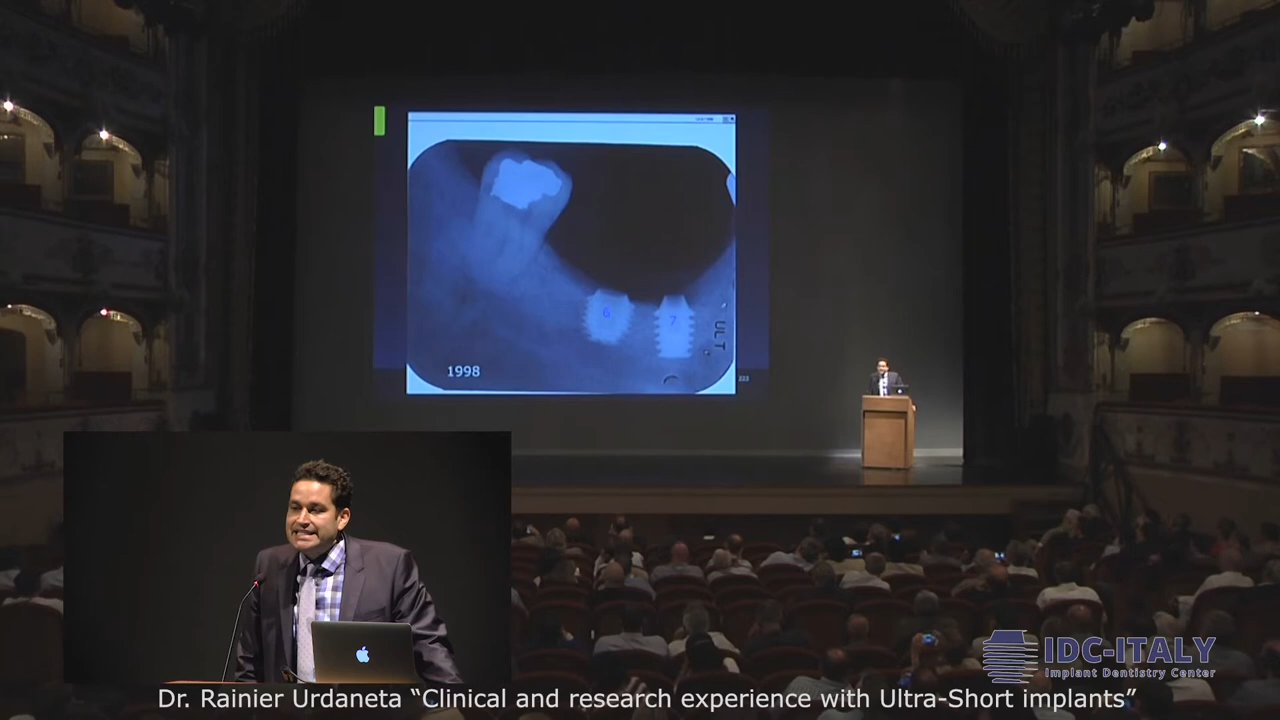 6
7
ULT
1998
222
IDC-ITALY
Implant Dentistry Center
Dr. Rainier Urdaneta “Clinical and research experience with Ultra-Short implants”